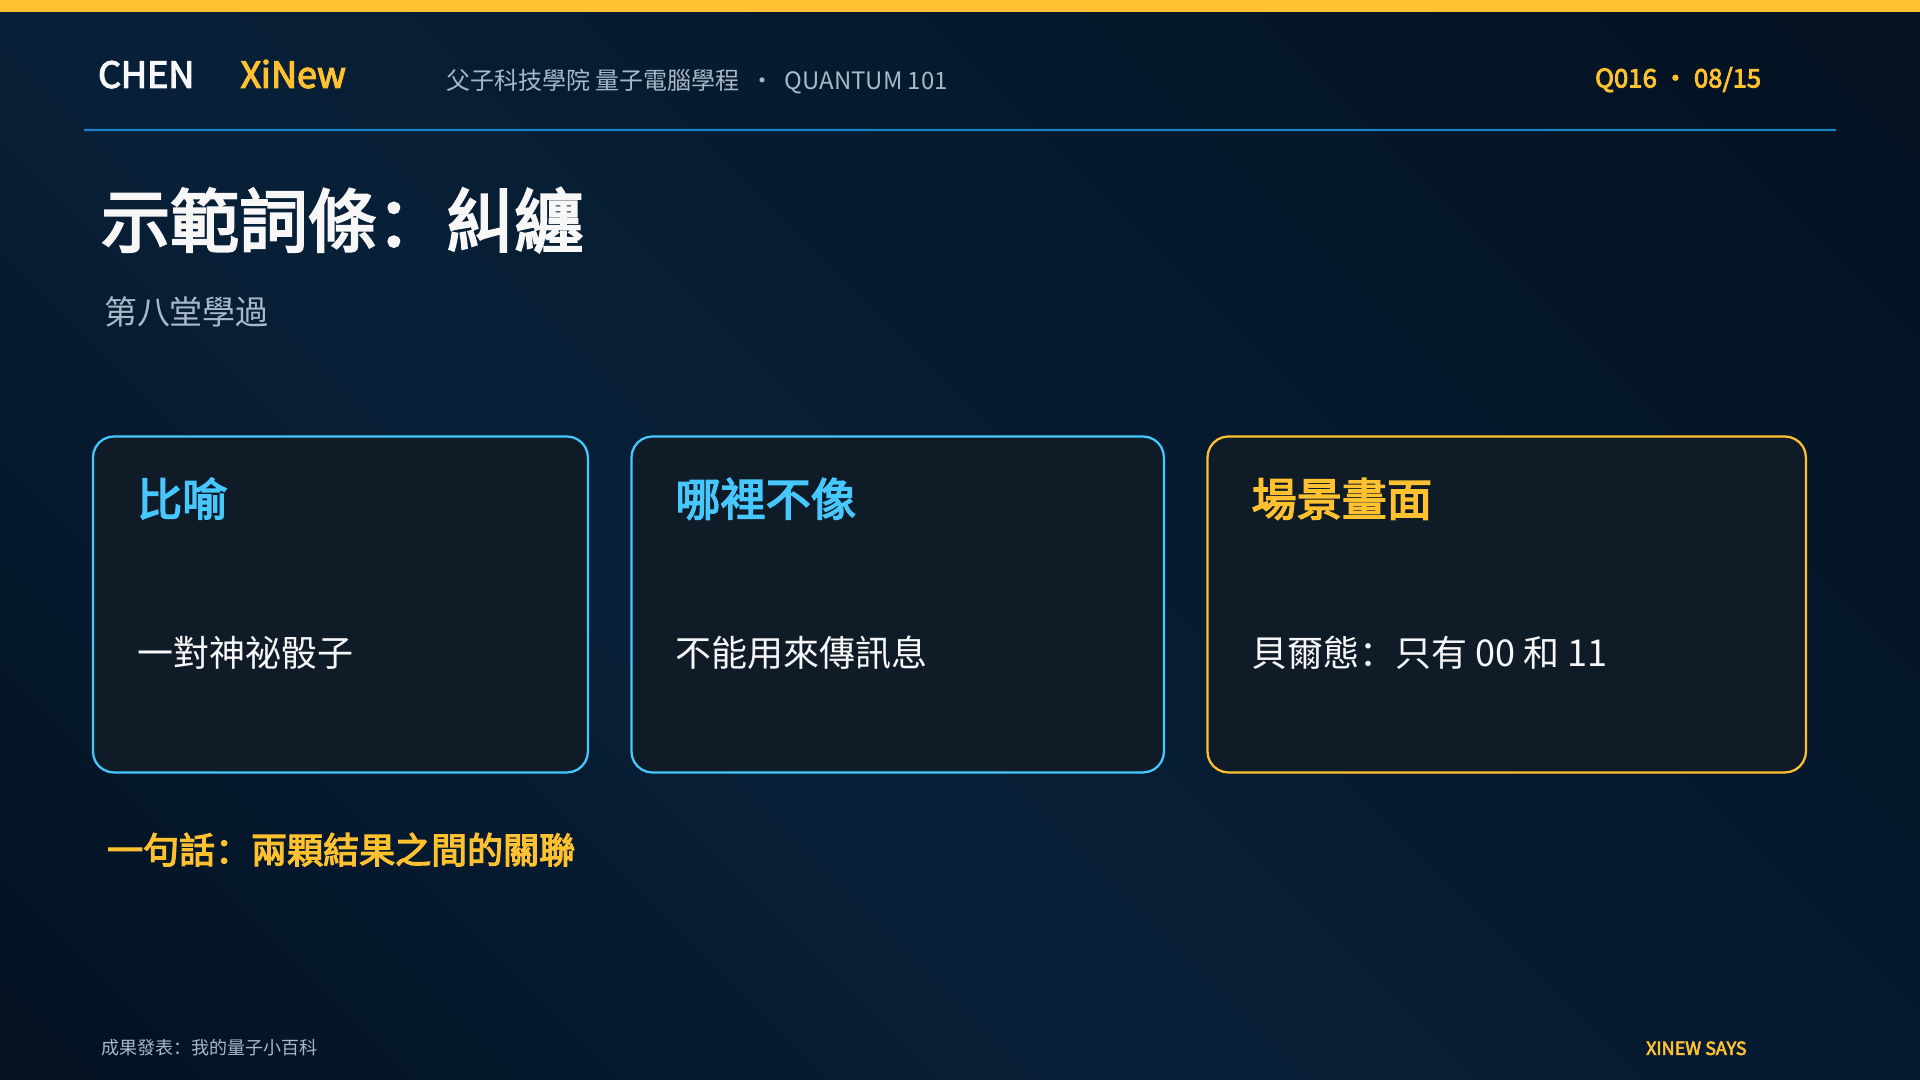 CHEN XiNew 父子科技學院 量子電腦學程 • QUANTUM 101 Q016 • 08/15
示範詞條：糾纏
第八堂學過
比喻
一對神祕骰子
哪裡不像
不能用來傳訊息
場景畫面
貝爾態：只有 00 和 11
一句話：兩顆結果之間的關聯
成果發表：我的量子小百科
XINEW SAYS